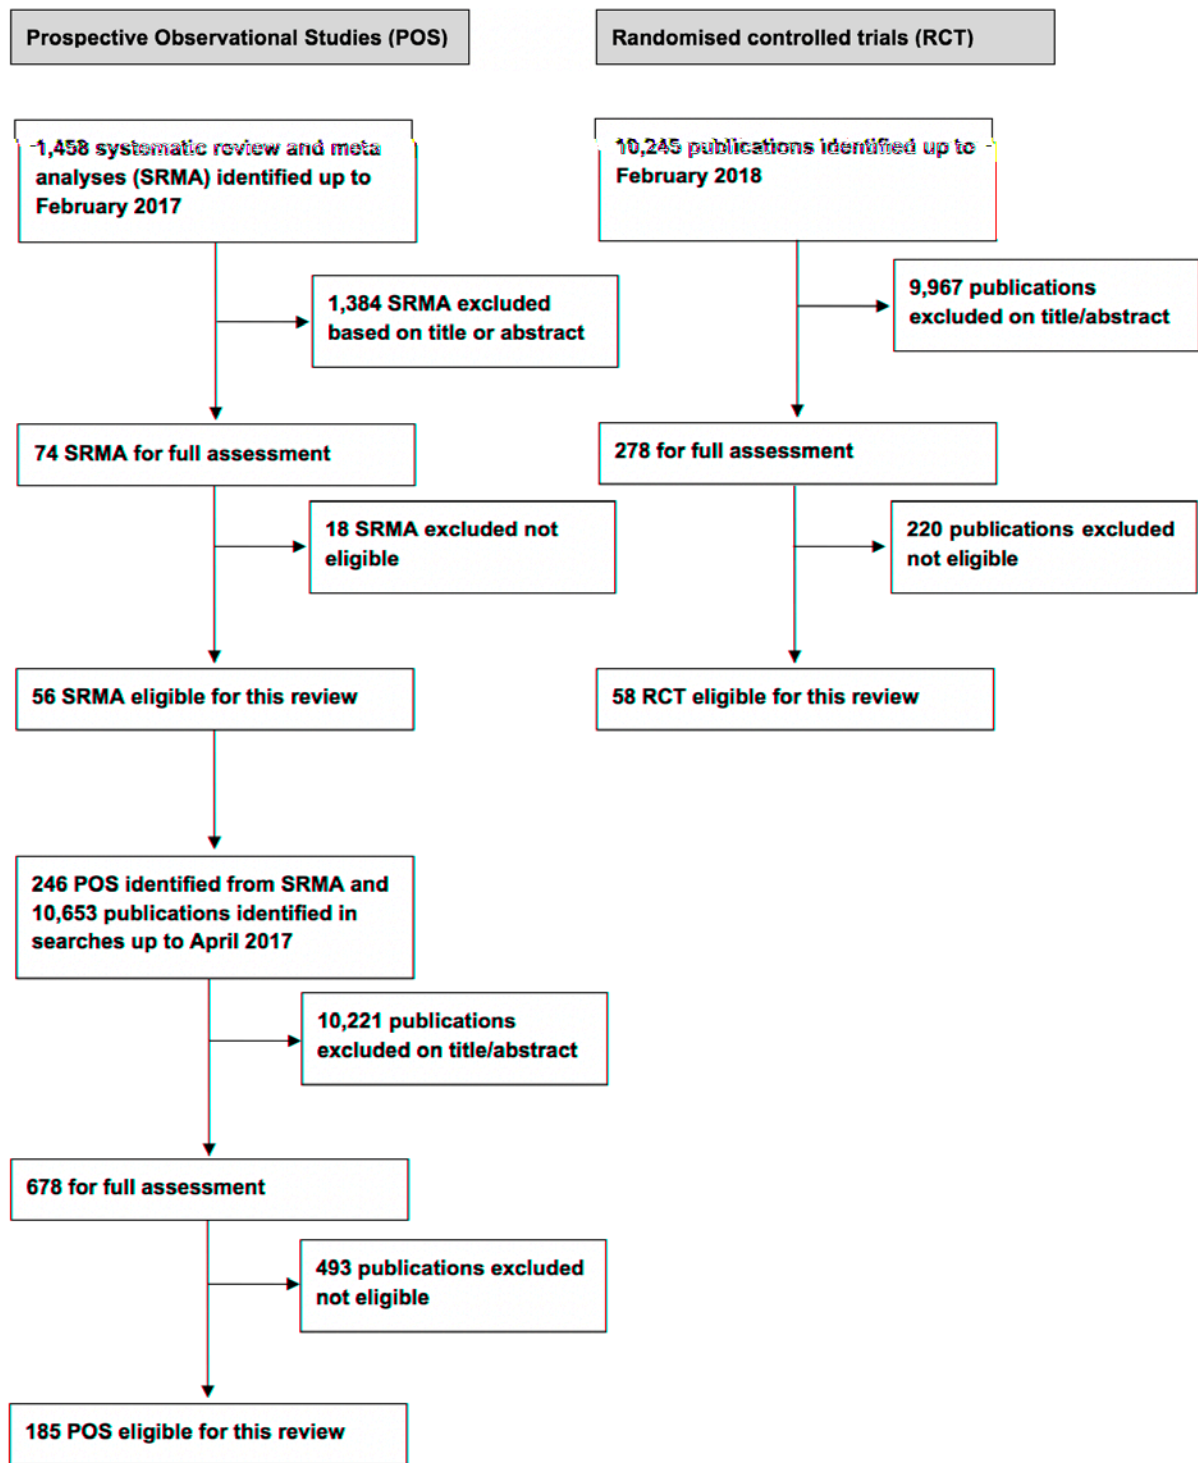 Prospective Observational Studies (POS)
Randomised controlled trials (RCT)
1,458 systematic review and meta
analyses (SRMA) identified up to
February 2017
10,245 publications identified up to
February 2018
1,384 SRMA excluded
based on title or abstract
9,967 publications
excluded on title/abstract
74 SRMA for full assessment
278 for full assessment
18 SRMA excluded not
eligible
220 publications excluded
not eligible
56 SRMA eligible for this review
58 RCT eligible for this review
246 POS identified from SRMA and
10,653 publications identified in
searches up to April 2017
10,221 publications
excluded on title/abstract
678 for full assessment
493 publications excluded
not eligible
185 POS eligible for this review